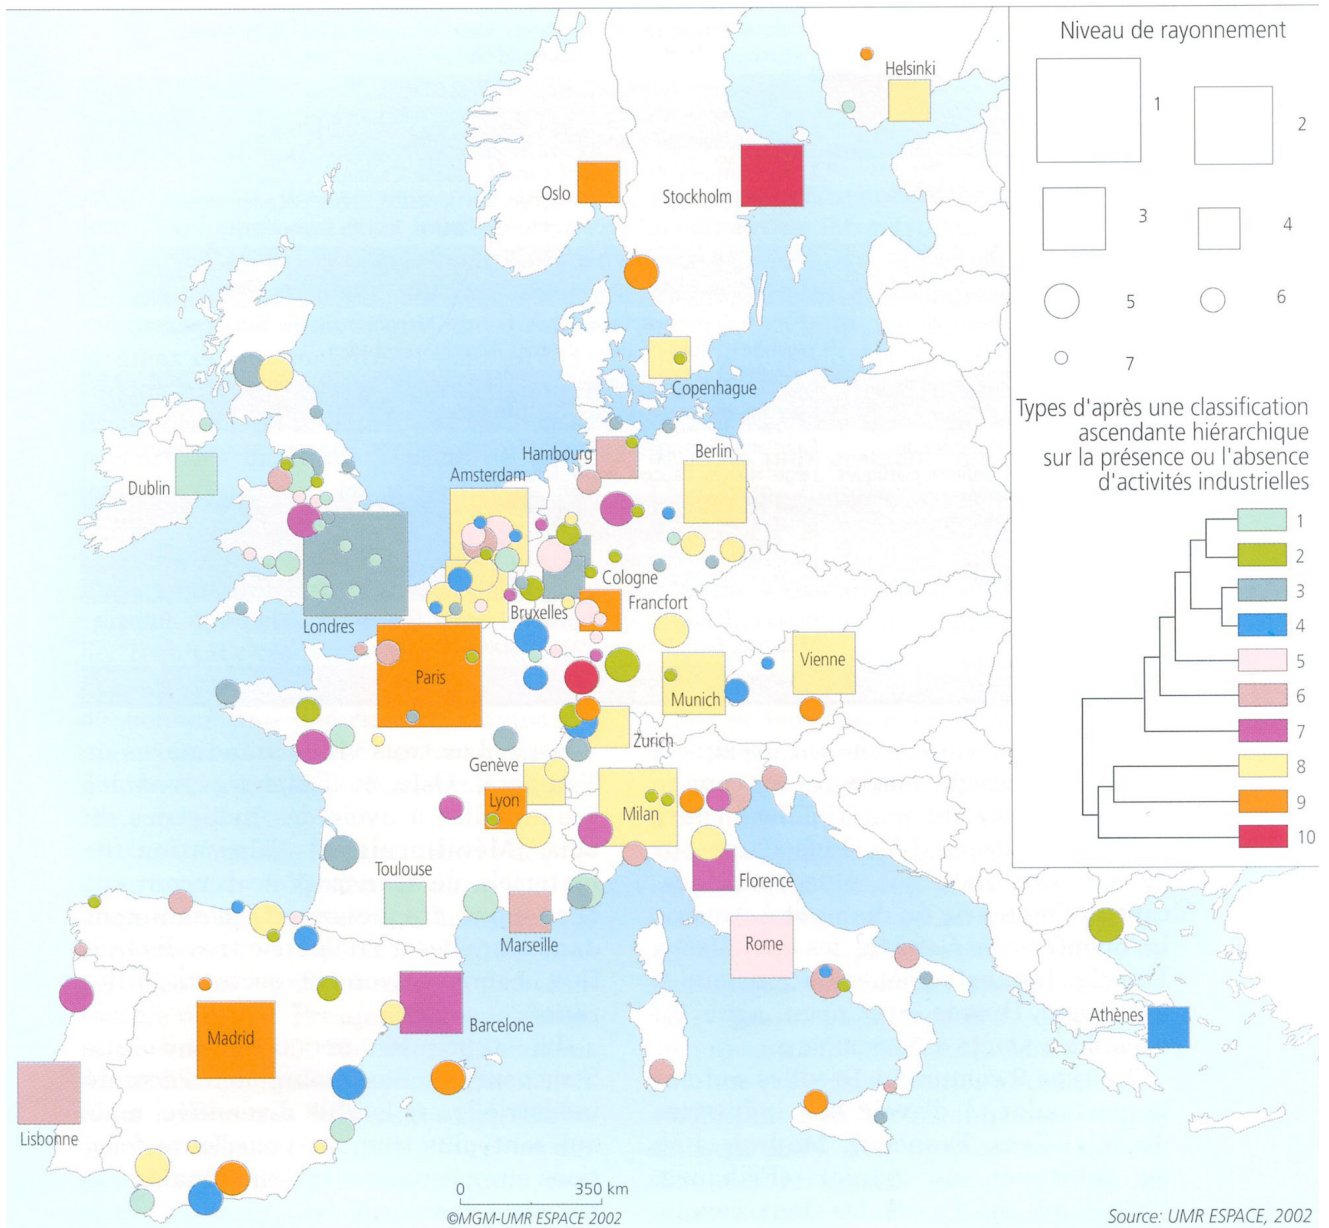 Niveau de rayonnement
1
2
3
4
5
6
7
Types d'après une classification
ascendante hiérarchique
sur la présence ou l'absence
d'activités industrielles
1
2
3
4
5
6
7
8
9
10
Helsinki
Oslo
Stockholm
Copenhague
Hambourg
Berlin
Dublin
Amsterdam
Cologne
Bruxelles
Francfort
Londres
Paris
Vienne
Munich
Zurich
Genève
Lyon
Milan
Toulouse
Florence
Marseille
Rome
Barcelone
Madrid
Athènes
Lisbonne
0 350 km
©MGM-UMR ESPACE 2002
Source: UMR ESPACE, 2002